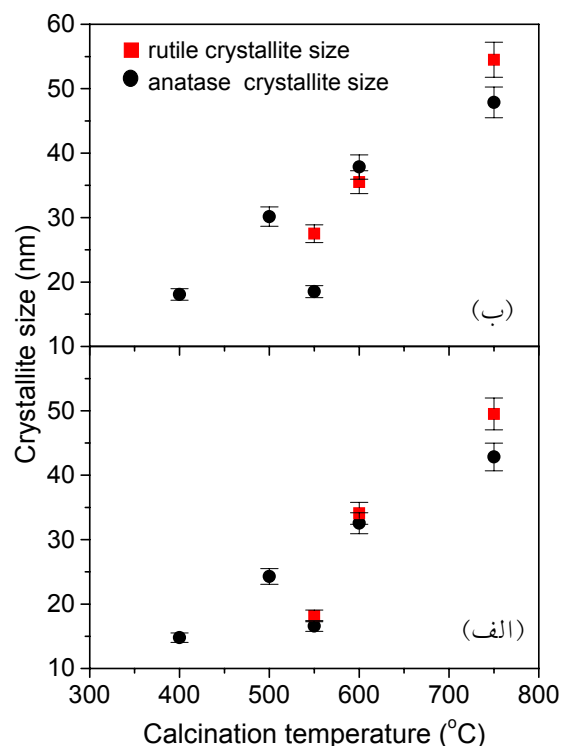 60
rutile crystallite size
anatase crystallite size
50
40
30
20
(ب)
10
Crystallite size (nm)
50
40
30
20
(الف)
10
300 400 500 600 700 800
Calcination temperature (°C)